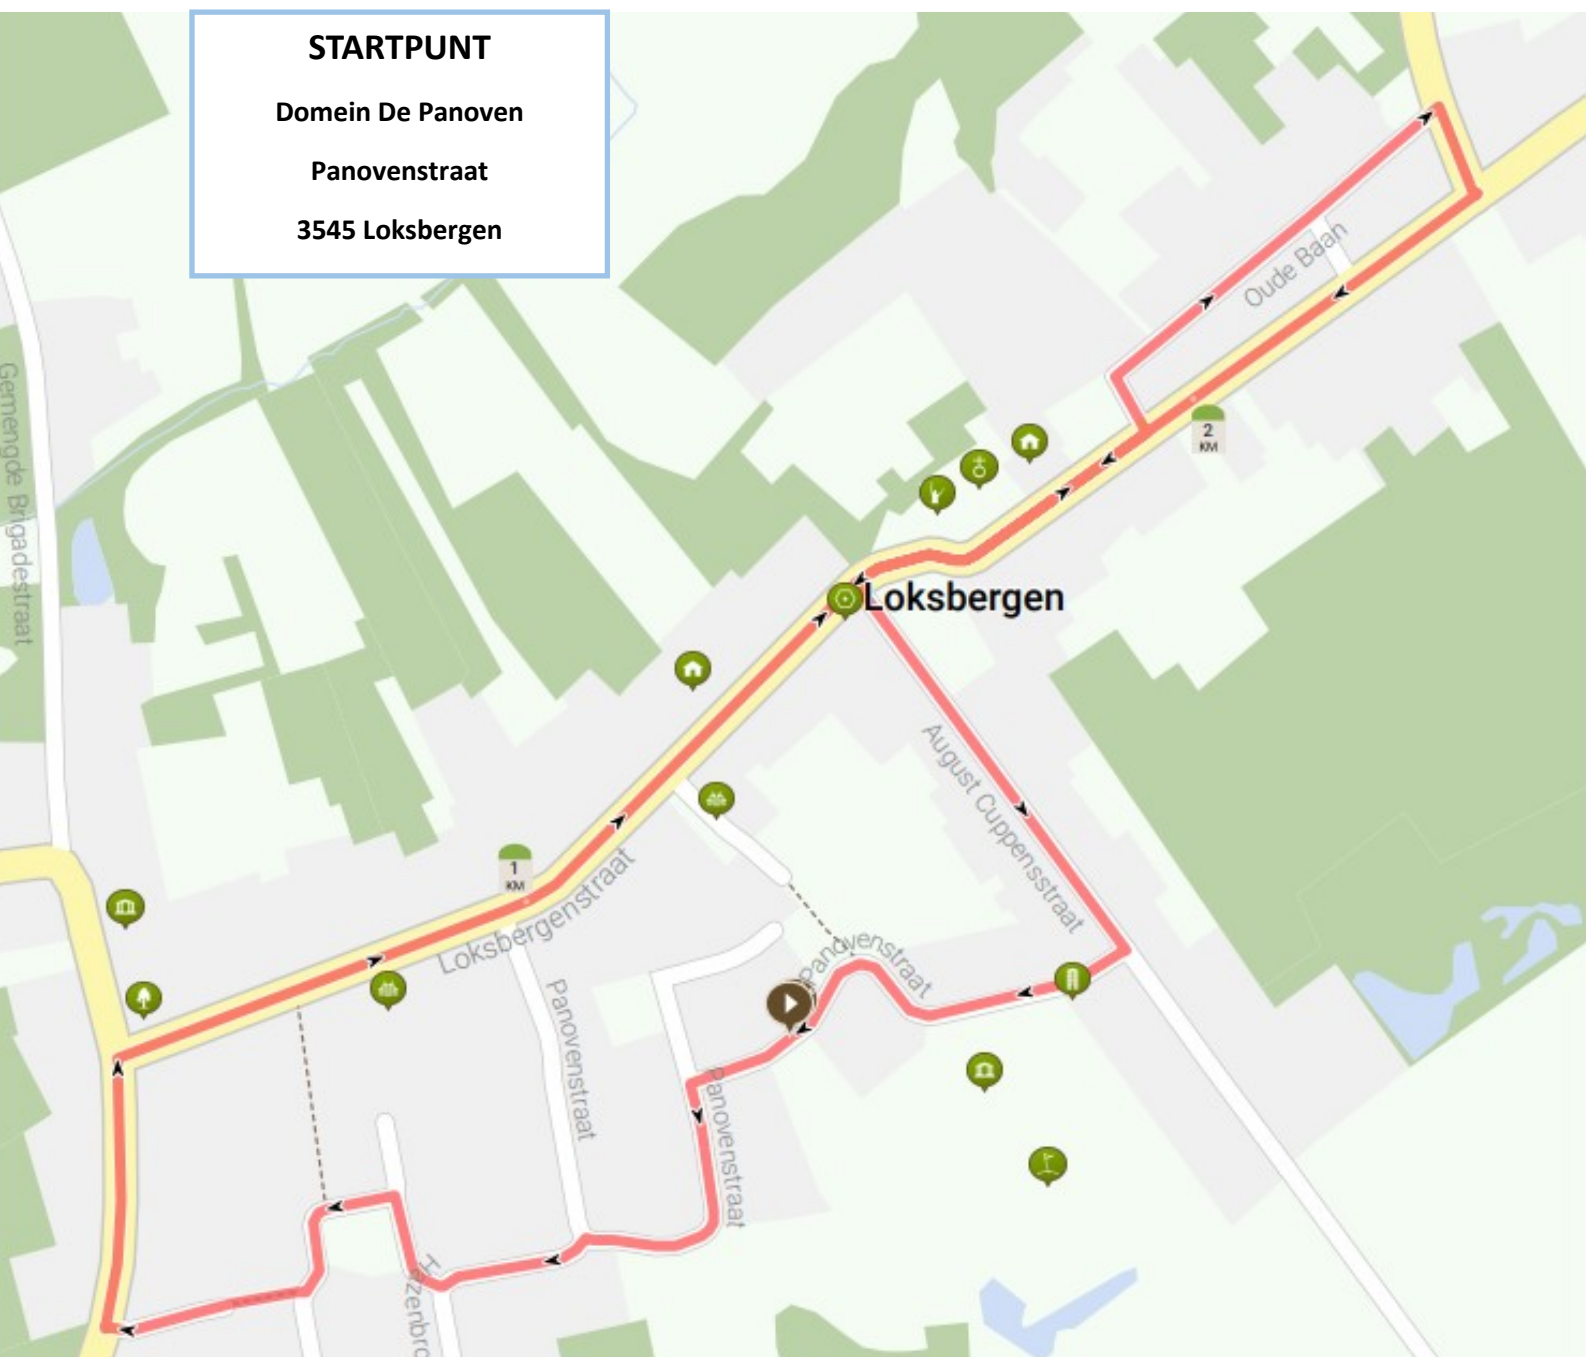 STARTPUNT
Domein De Panoven
Panovenstraat
3545 Loksbergen
Oude Baan
Gemengde Brigadestraat
2
KM
Loksbergen
August Cuppensstraat
1
KM
Loksbergenstraat
Panovenstraat
Panovenstraat
Panovenstraat